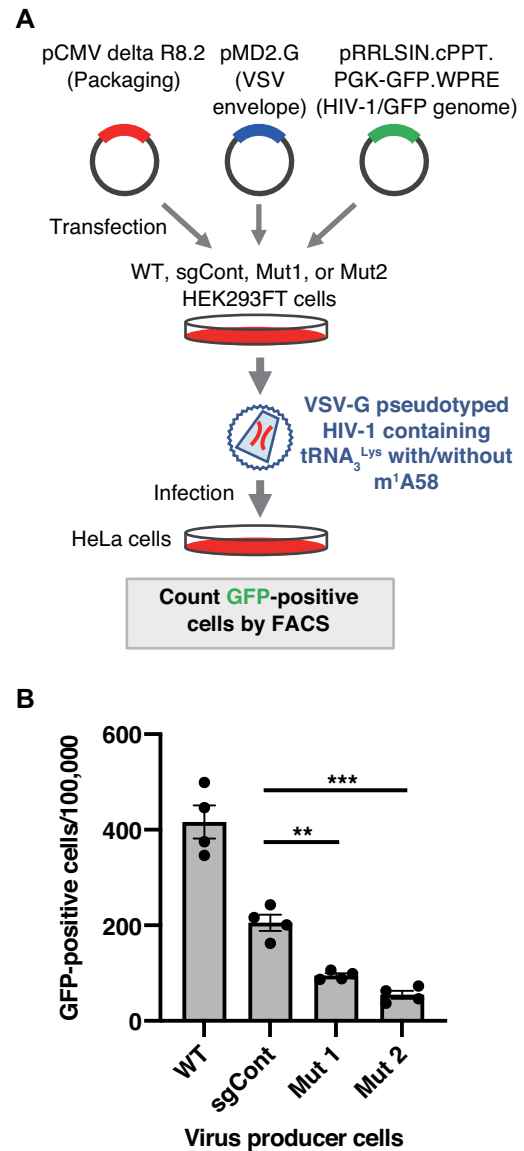 A
pCMV delta R8.2
(Packaging)
pMD2.G
(VSV
envelope)
pRRLSIN.cPPT.
PGK-GFP.WPRE
(HIV-1/GFP genome)
Transfection
WT, sgCont, Mut1, or Mut2
HEK293FT cells
VSV-G pseudotyped
HIV-1 containing
tRNA₃ᴸʸˢ with/without
m¹A58
Infection
HeLa cells
Count GFP-positive
cells by FACS
B
GFP-positive cells/100,000
600
400
200
0
***
**
WT
sgCont
Mut 1
Mut 2
Virus producer cells